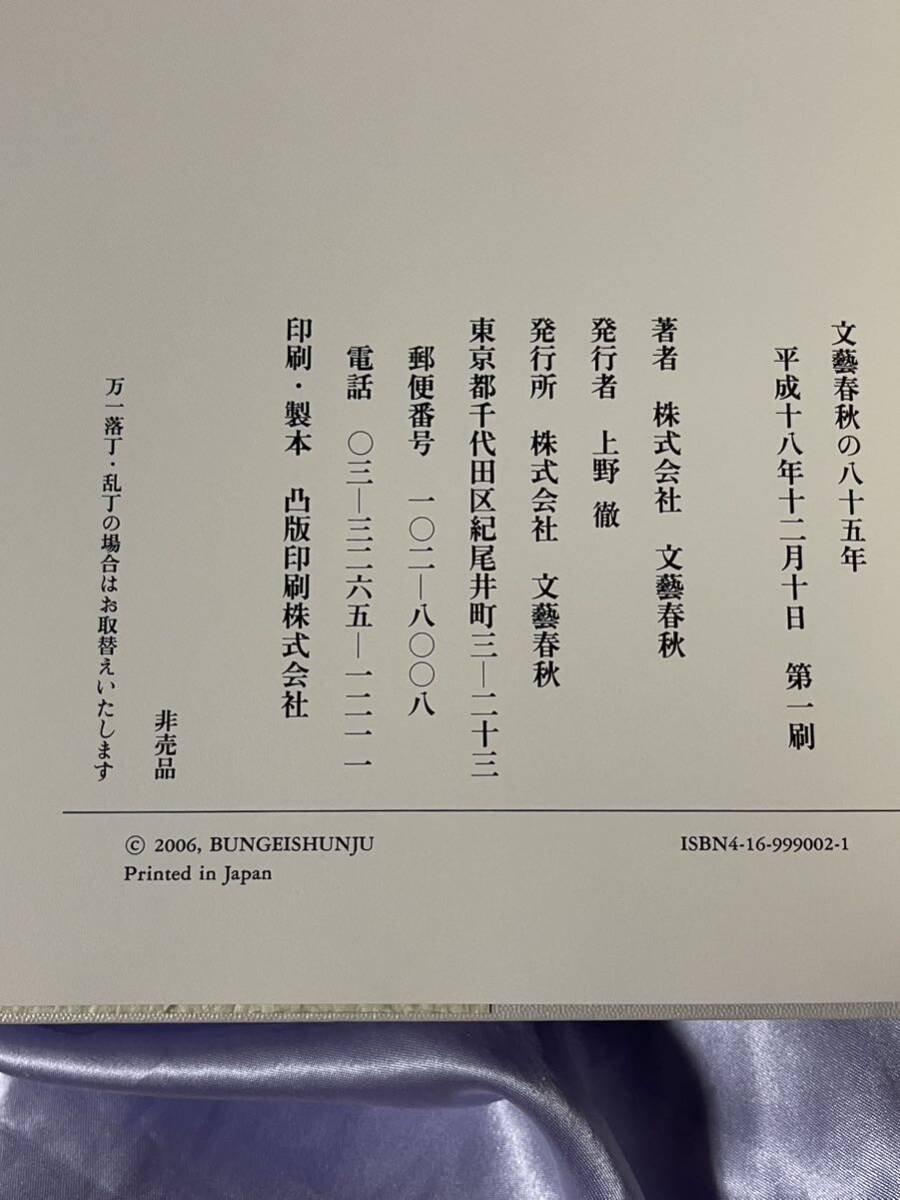 文藝春秋の八十五年
平成十八年十二月十日　第一刷
著者　株式会社　文藝春秋
発行者　上野 徹
発行所　株式会社　文藝春秋
東京都千代田区紀尾井町三—二十三
郵便番号　一〇二—八〇〇八
電話　〇三—三二六五—一二一一
印刷・製本　凸版印刷株式会社
非売品
万一落丁・乱丁の場合はお取替えいたします
© 2006, BUNGEISHUNJU
Printed in Japan
ISBN4-16-999002-1